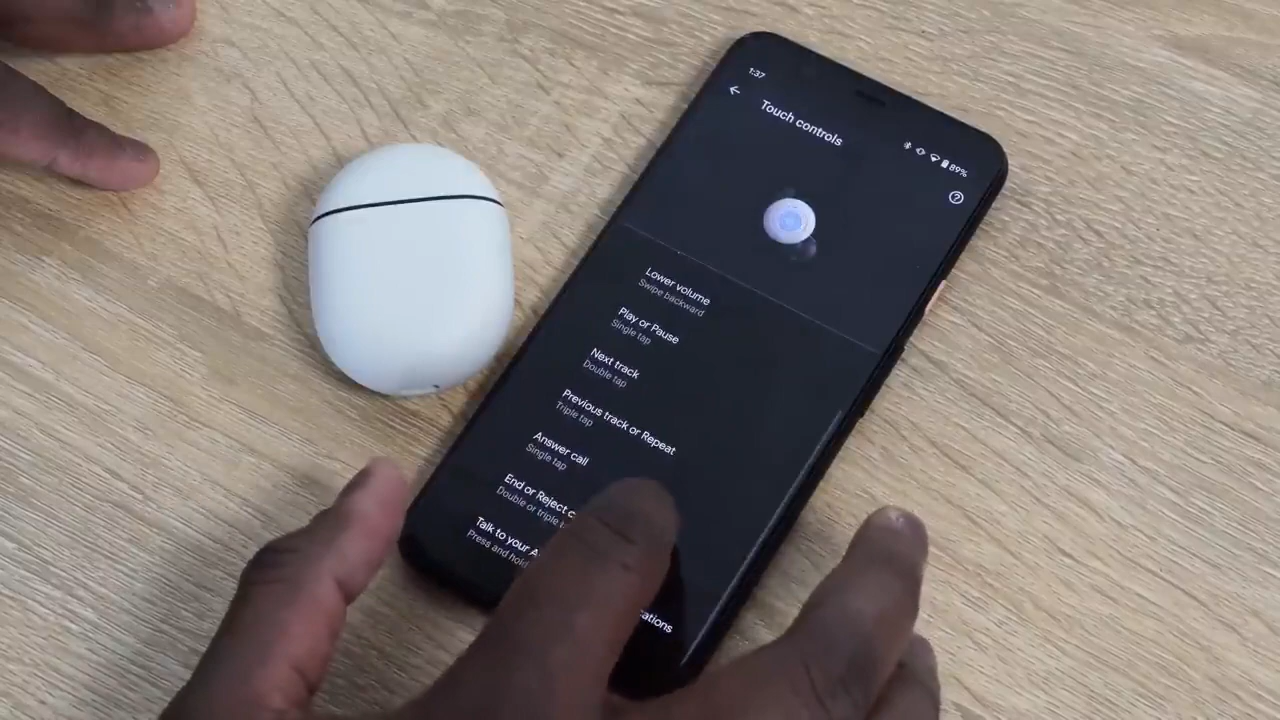 1:37
89%
Touch controls
Lower volume
Swipe backward
Play or Pause
Single tap
Next track
Double tap
Previous track or Repeat
Triple tap
Answer call
Single tap
End or Reject
Double or triple
Talk to your
Press and hold